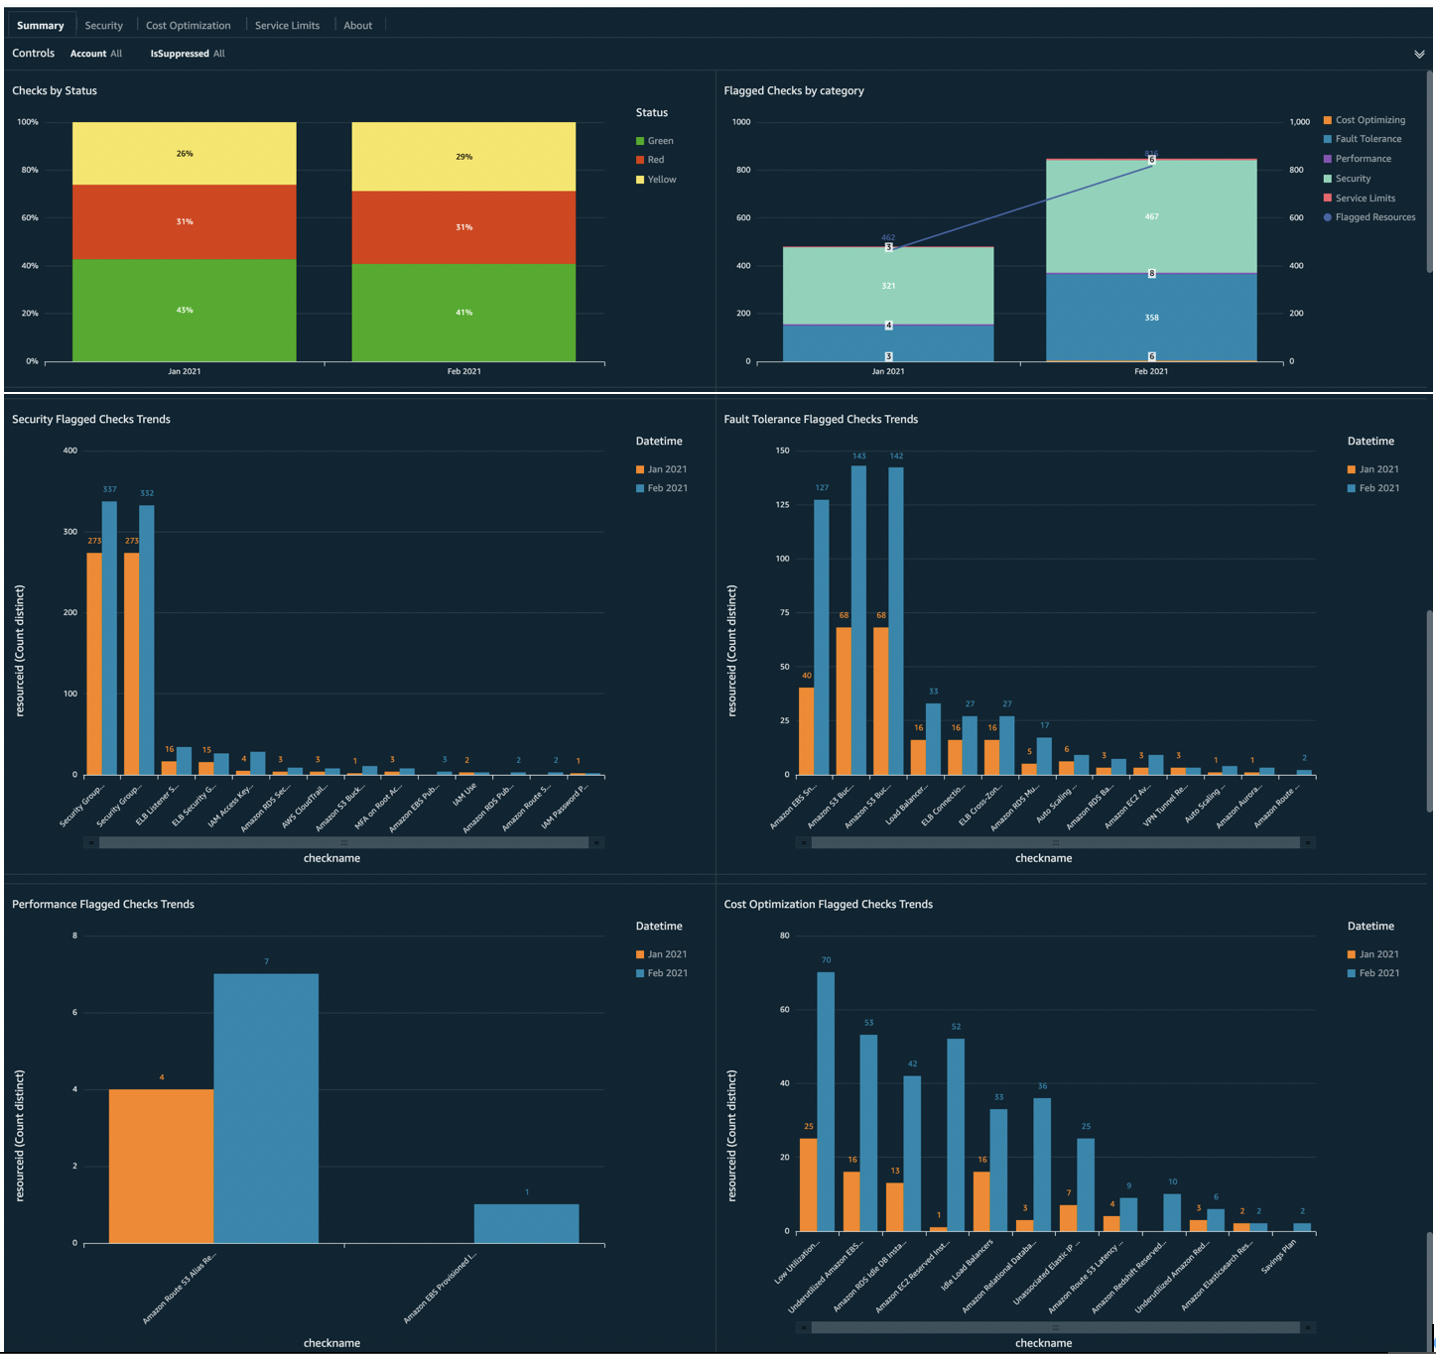 Summary Security Cost Optimization Service Limits About
Controls Account All IsSuppressed All
Checks by Status
Status
Green
Red
Yellow
100%
80%
60%
40%
20%
0%
26%
31%
43%
29%
31%
41%
Jan 2021 Feb 2021
Flagged Checks by category
Cost Optimizing
Fault Tolerance
Performance
Security
Service Limits
Flagged Resources
1000
800
600
400
200
0
1,000
800
600
400
200
0
462
3
321
4
3
816
6
467
8
358
6
Jan 2021 Feb 2021
Security Flagged Checks Trends
Datetime
Jan 2021
Feb 2021
resourceid (Count distinct)
400
300
200
100
0
273 337 273 332 16 15 4 3 3 1 3 3 2 2 2 1
Security Group...
Security Group...
ELB Listener S...
ELB Security G...
IAM Access Key...
Amazon RDS Sec...
AWS CloudTrail...
Amazon S3 Buck...
MFA on Root Ac...
Amazon EBS Pub...
IAM Use
Amazon RDS Pub...
Amazon Route 5...
IAM Password P...
checkname
Fault Tolerance Flagged Checks Trends
Datetime
Jan 2021
Feb 2021
resourceid (Count distinct)
150
125
100
75
50
25
0
40 127 68 143 68 142 16 33 16 27 16 27 5 17 6 3 3 3 1 1 2
Amazon EBS Sn...
Amazon S3 Buc...
Amazon S3 Buc...
Load Balancer...
ELB Connectio...
ELB Cross-Zon...
Amazon RDS Mu...
Auto Scaling ...
Amazon RDS Ba...
Amazon EC2 Av...
VPN Tunnel Re...
Auto Scaling ...
Amazon Aurora...
Amazon Route ...
checkname
Performance Flagged Checks Trends
Datetime
Jan 2021
Feb 2021
resourceid (Count distinct)
8
6
4
2
0
4 7 1
Amazon Route 53 Alias Re...
Amazon EBS Provisioned I...
checkname
Cost Optimization Flagged Checks Trends
Datetime
Jan 2021
Feb 2021
resourceid (Count distinct)
80
60
40
20
0
25 70 16 53 13 42 1 52 16 33 3 36 7 25 4 9 10 3 6 2 2 2
Low Utilization...
Underutilized Amazon EBS...
Amazon RDS Idle DB Insta...
Amazon EC2 Reserved Inst...
Idle Load Balancers
Amazon Relational Databa...
Unassociated Elastic IP ...
Amazon Route 53 Latency ...
Amazon Redshift Reserved...
Underutilized Amazon Red...
Amazon Elasticsearch Res...
Savings Plan
checkname